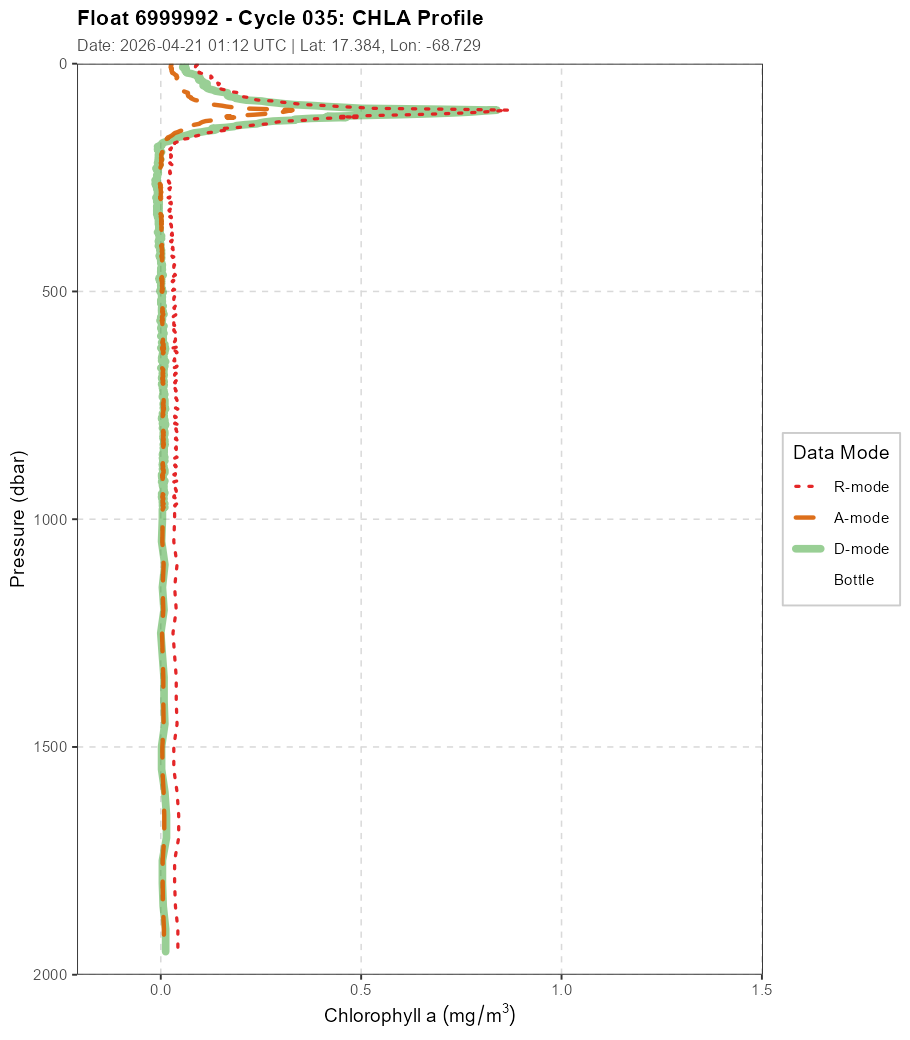 Float 6999992 - Cycle 035: CHLA Profile
Date: 2026-04-21 01:12 UTC | Lat: 17.384, Lon: -68.729
0
500
1000
1500
2000
Pressure (dbar)
0.0
0.5
1.0
1.5
Chlorophyll a (mg/m³)
Data Mode
R-mode
A-mode
D-mode
Bottle